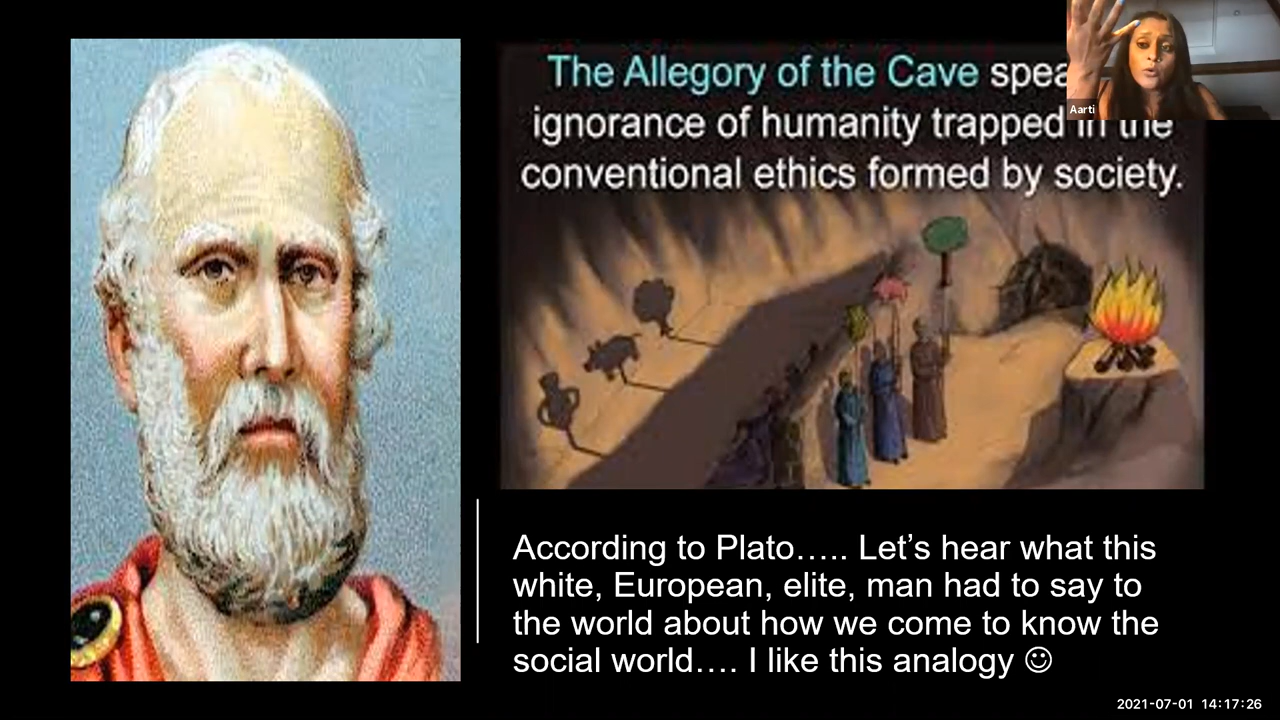 The Allegory of the Cave
ignorance of humanity trapped in the
conventional ethics formed by society.
Aarti
According to Plato….. Let's hear what this
white, European, elite, man had to say to
the world about how we come to know the
social world…. I like this analogy ☺
2021-07-01 14:17:26